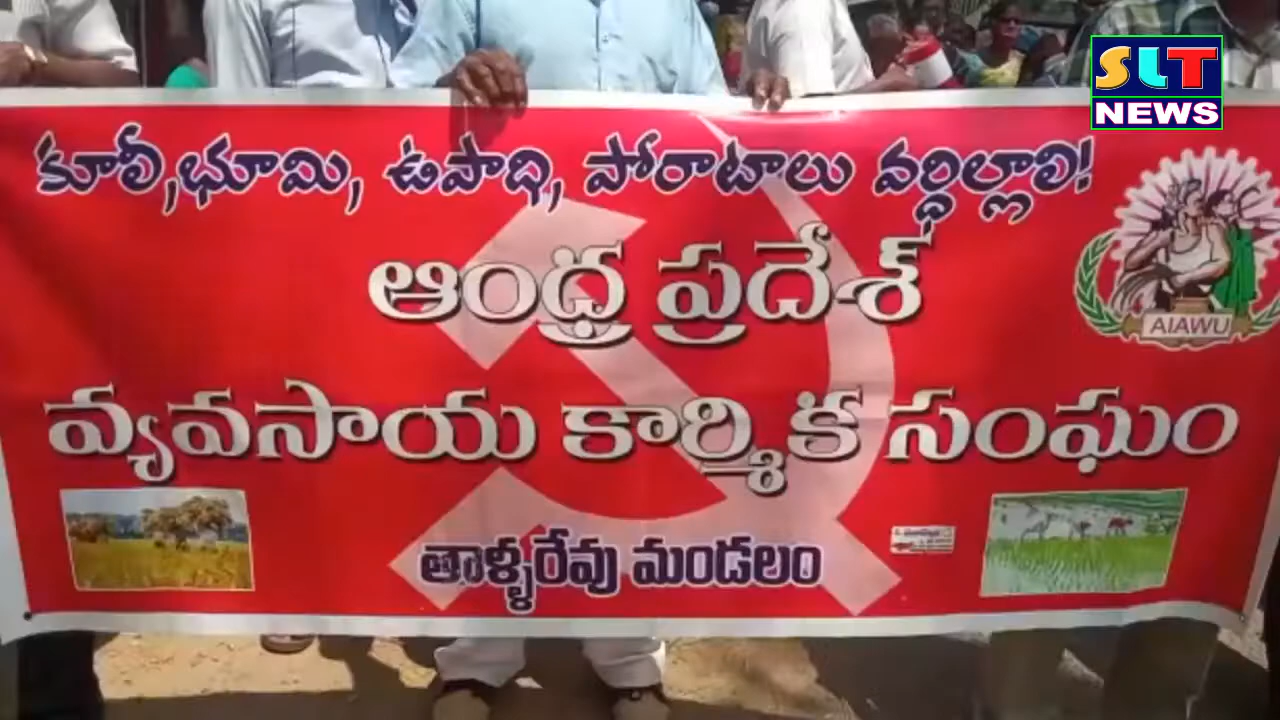 SLT
NEWS
కూలీ,భూమి, ఉపాధి, పోరాటాలు వర్ధిల్లాలి!
ఆంధ్ర ప్రదేశ్
AIAWU
వ్యవసాయ కార్మిక సంఘం
తాళ్ళరేవు మండలం